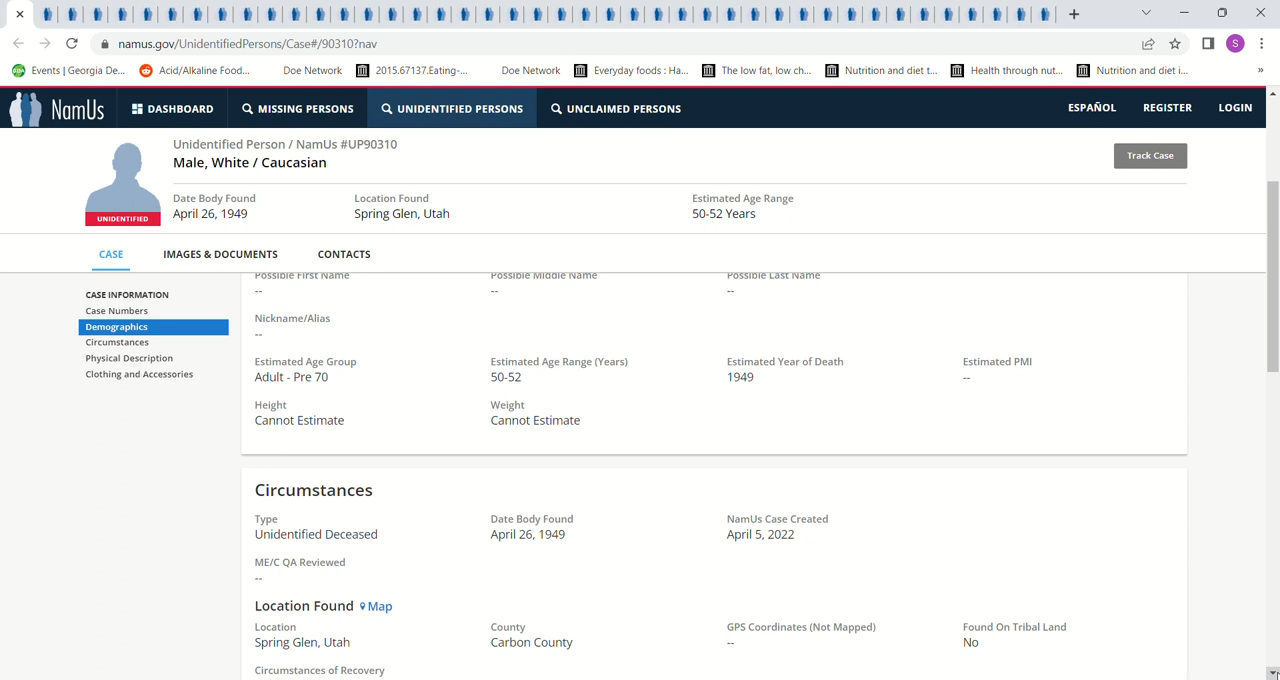 namus.gov/UnidentifiedPersons/Case#/90310?nav
S
Events | Georgia De... Acid/Alkaline Food... Doe Network 2015.67137.Eating-... Doe Network Everyday foods : Ha... The low fat, low ch... Nutrition and diet t... Health through nut... Nutrition and diet i... »
NamUs DASHBOARD MISSING PERSONS UNIDENTIFIED PERSONS UNCLAIMED PERSONS ESPAÑOL REGISTER LOGIN
Unidentified Person / NamUs #UP90310
Male, White / Caucasian
Track Case
Date Body Found Location Found Estimated Age Range
April 26, 1949 Spring Glen, Utah 50-52 Years
UNIDENTIFIED
CASE IMAGES & DOCUMENTS CONTACTS
CASE INFORMATION
Case Numbers
Demographics
Circumstances
Physical Description
Clothing and Accessories
Possible First Name Possible Middle Name Possible Last Name
-- -- --
Nickname/Alias
--
Estimated Age Group Estimated Age Range (Years) Estimated Year of Death Estimated PMI
Adult - Pre 70 50-52 1949 --
Height Weight
Cannot Estimate Cannot Estimate
Circumstances
Type Date Body Found NamUs Case Created
Unidentified Deceased April 26, 1949 April 5, 2022
ME/C QA Reviewed
--
Location Found Map
Location County GPS Coordinates (Not Mapped) Found On Tribal Land
Spring Glen, Utah Carbon County -- No
Circumstances of Recovery